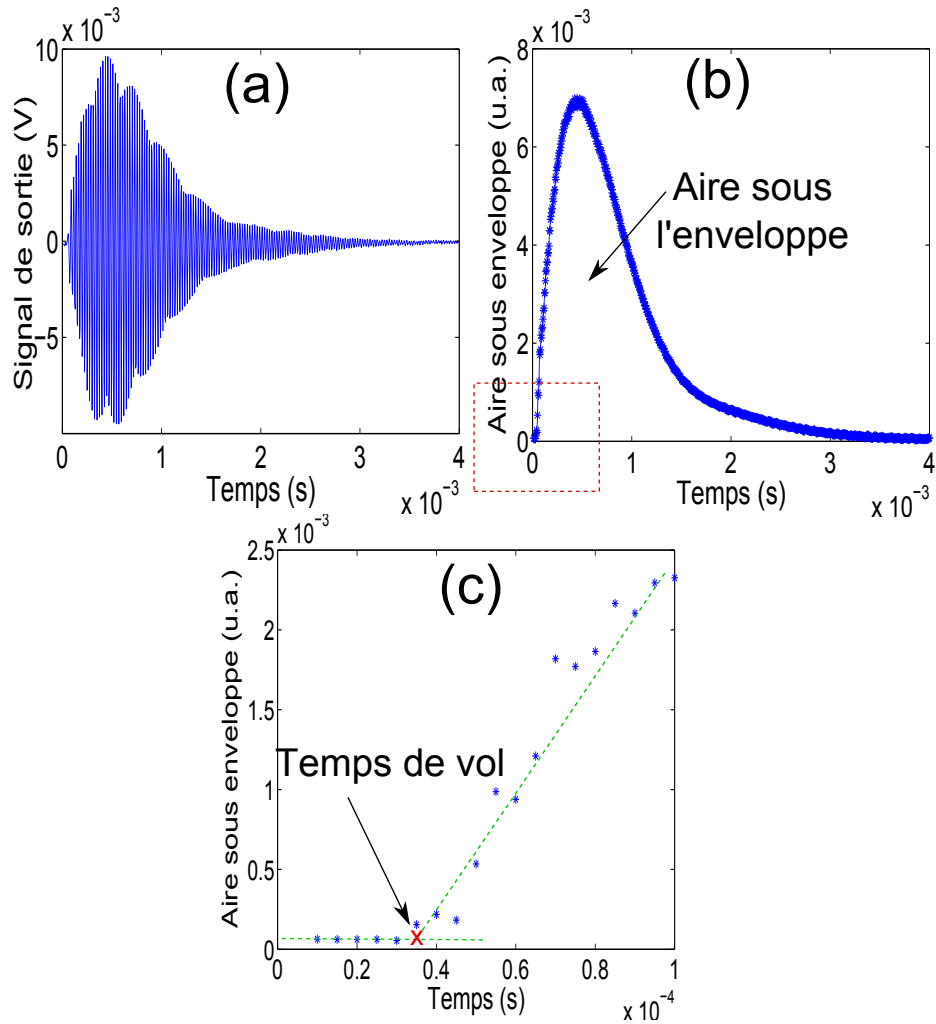 x 10⁻³
10
5
0
−5
Signal de sortie (V)
(a)
0 1 2 3 4
Temps (s)
x 10⁻³
x 10⁻³
8
6
4
2
0
Aire sous enveloppe (u.a.)
(b)
Aire sous
l'enveloppe
0 1 2 3 4
Temps (s)
x 10⁻³
x 10⁻³
2.5
2
1.5
1
0.5
0
Aire sous enveloppe (u.a.)
(c)
Temps de vol
X
0 0.2 0.4 0.6 0.8 1
Temps (s)
x 10⁻⁴